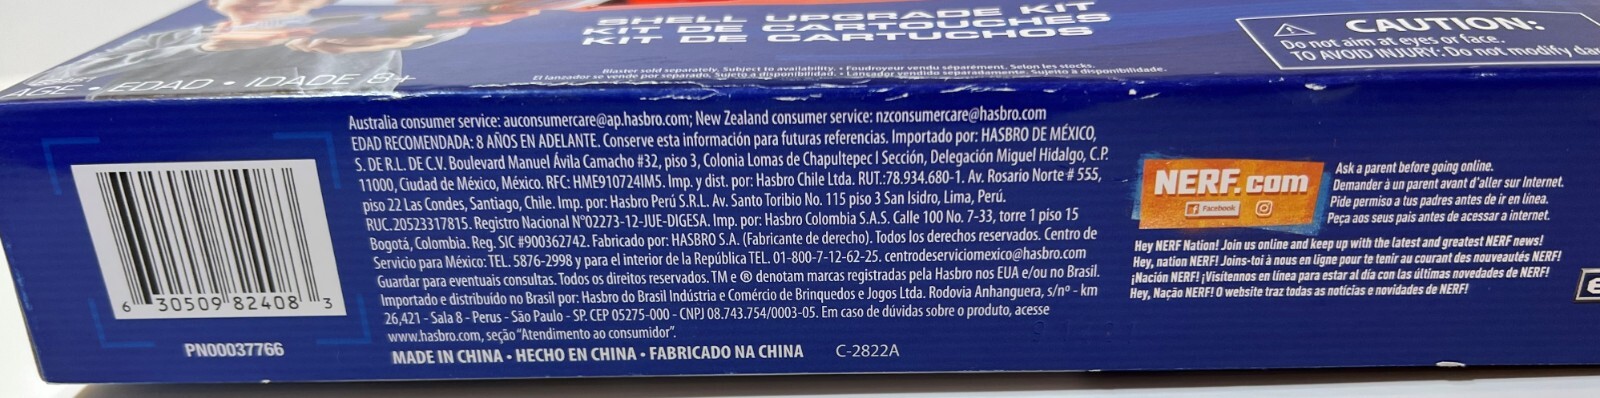 SHELL UPGRADE KIT
KIT DE CARTOUCHES
KIT DE CARTUCHOS
Blaster sold separately. Subject to availability. • Foudroyeur vendu séparément. Selon les stocks.
El lanzador se vende por separado. Sujeto a disponibilidad. • Lançador vendido separadamente. Sujeito à disponibilidade.
AGE • EDAD • IDADE 8+
CAUTION:
Do not aim at eyes or face.
TO AVOID INJURY: Do not modify
Australia consumer service: auconsumercare@ap.hasbro.com; New Zealand consumer service: nzconsumercare@hasbro.com
EDAD RECOMENDADA: 8 AÑOS EN ADELANTE. Conserve esta información para futuras referencias. Importado por: HASBRO DE MÉXICO,
S. DE R.L. DE C.V. Boulevard Manuel Ávila Camacho #32, piso 3, Colonia Lomas de Chapultepec I Sección, Delegación Miguel Hidalgo, C.P.
11000, Ciudad de México, México. RFC: HME910724IM5. Imp. y dist. por: Hasbro Chile Ltda. RUT.:78.934.680-1. Av. Rosario Norte # 555,
piso 22 Las Condes, Santiago, Chile. Imp. por: Hasbro Perú S.R.L. Av. Santo Toribio No. 115 piso 3 San Isidro, Lima, Perú.
RUC. 20523317815. Registro Nacional N°02273-12-JUE-DIGESA. Imp. por: Hasbro Colombia S.A.S. Calle 100 No. 7-33, torre 1 piso 15
Bogotá, Colombia. Reg. SIC #900362742. Fabricado por: HASBRO S.A. (Fabricante de derecho). Todos los derechos reservados. Centro de
Servicio para México: TEL. 5876-2998 y para el interior de la República TEL. 01-800-7-12-62-25. centrodeserviciomexico@hasbro.com
Guardar para eventuais consultas. Todos os direitos reservados. TM e ® denotam marcas registradas pela Hasbro nos EUA e/ou no Brasil.
Importado e distribuído no Brasil por: Hasbro do Brasil Indústria e Comércio de Brinquedos e Jogos Ltda. Rodovia Anhanguera, s/nº - km
26,421 - Sala 8 - Perus - São Paulo - SP. CEP 05275-000 - CNPJ 08.743.754/0003-05. Em caso de dúvidas sobre o produto, acesse
www.hasbro.com, seção "Atendimento ao consumidor".
MADE IN CHINA • HECHO EN CHINA • FABRICADO NA CHINA C-2822A
6 30509 82408 3
PN00037766
NERF.com
Facebook
Ask a parent before going online.
Demander à un parent avant d'aller sur Internet.
Pide permiso a tus padres antes de ir en línea.
Peça aos seus pais antes de acessar a internet.
Hey NERF Nation! Join us online and keep up with the latest and greatest NERF news!
Hey, nation NERF! Joins-toi à nous en ligne pour te tenir au courant des nouveautés NERF!
¡Nación NERF! ¡Visítennos en línea para estar al día con las últimas novedades de NERF!
Hey, Nação NERF! O website traz todas as notícias e novidades do NERF!